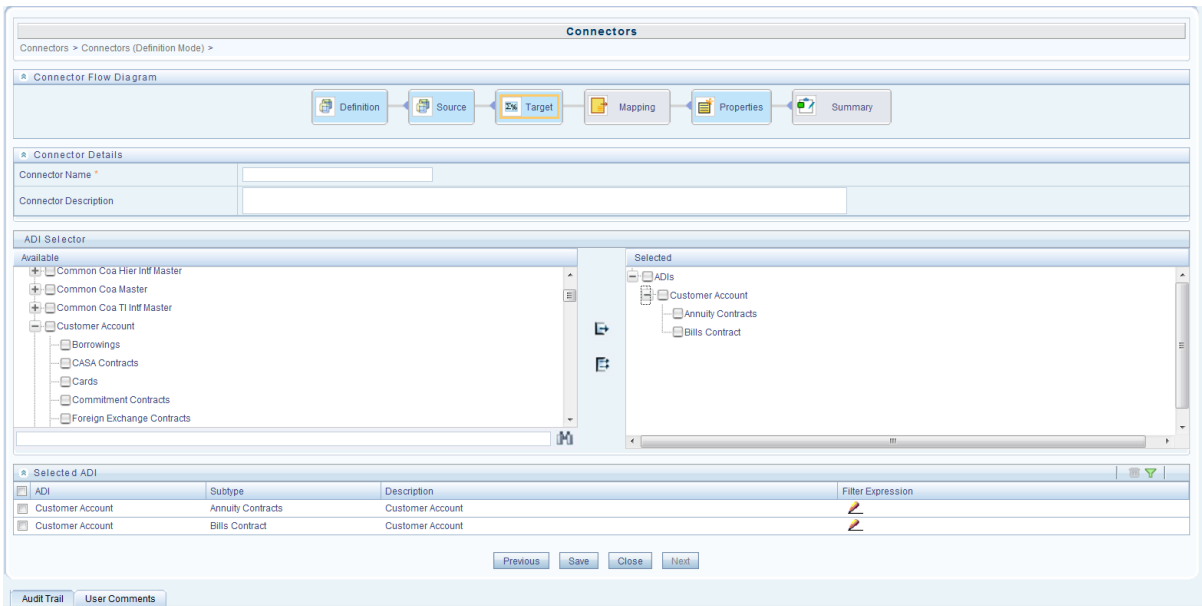 Connectors
Connectors > Connectors (Definition Mode) >
Connector Flow Diagram
Definition Source Σ% Target Mapping Properties Summary
Connector Details
Connector Name *
Connector Description
ADI Selector
Available
Common Coa Hier Intf Master
Common Coa Master
Common Coa Tl Intf Master
Customer Account
Borrowings
CASA Contracts
Cards
Commitment Contracts
Foreign Exchange Contracts
Selected
ADIs
Customer Account
Annuity Contracts
Bills Contract
Selected ADI
ADI Subtype Description Filter Expression
Customer Account Annuity Contracts Customer Account
Customer Account Bills Contract Customer Account
Previous Save Close Next
Audit Trail User Comments